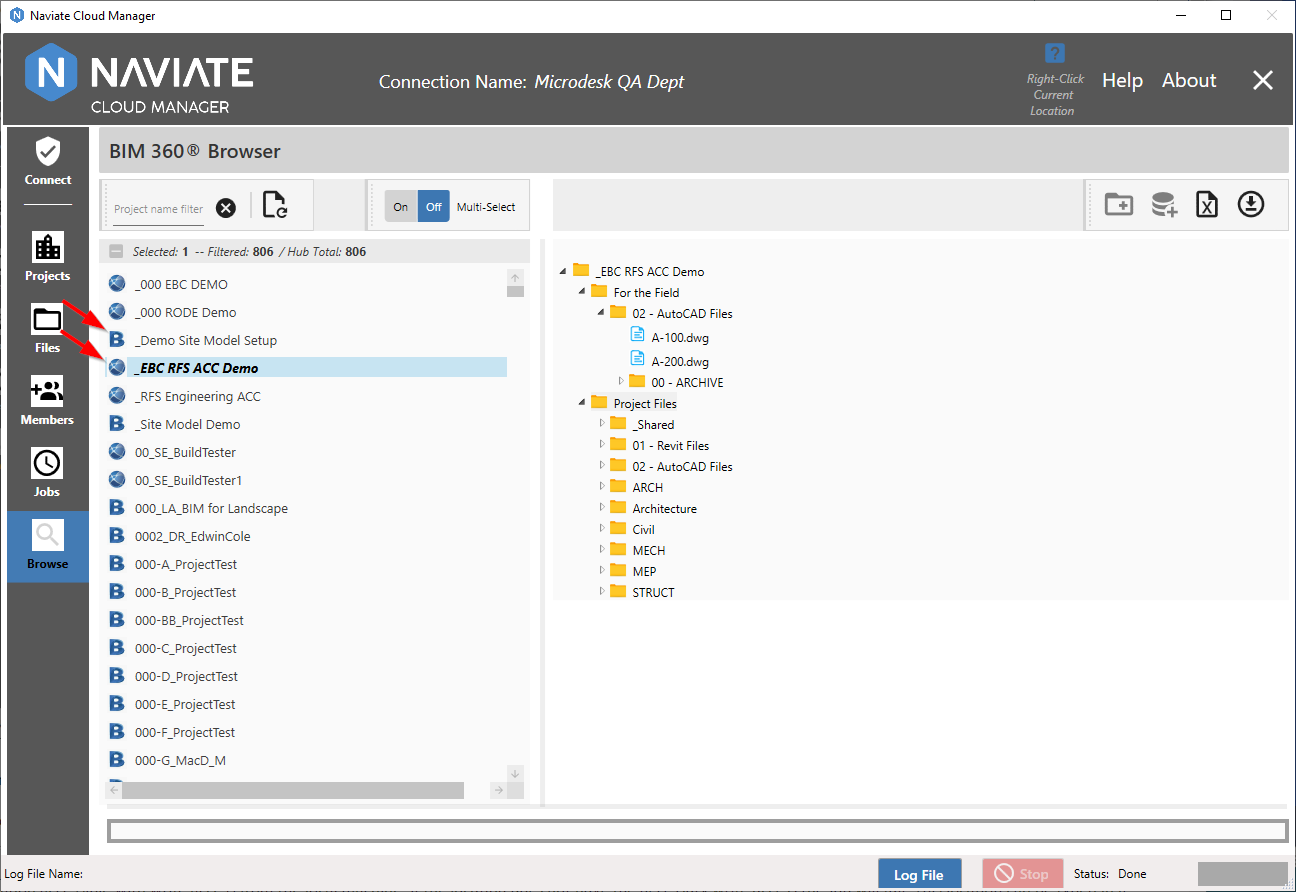 Naviate Cloud Manager
N NAVIATE
CLOUD MANAGER
Connection Name: Microdesk QA Dept
?
Right-Click
Current
Location
Help
About
Connect
Projects
Files
Members
Jobs
Browse
BIM 360® Browser
Project name filter
On
Off
Multi-Select
Selected: 1 -- Filtered: 806 / Hub Total: 806
_000 EBC DEMO
_000 RODE Demo
B _Demo Site Model Setup
_EBC RFS ACC Demo
_RFS Engineering ACC
B _Site Model Demo
00_SE_BuildTester
00_SE_BuildTester1
B 000_LA_BIM for Landscape
B 0002_DR_EdwinCole
B 000-A_ProjectTest
B 000-B_ProjectTest
B 000-BB_ProjectTest
B 000-C_ProjectTest
B 000-D_ProjectTest
B 000-E_ProjectTest
B 000-F_ProjectTest
B 000-G_MacD_M
X
_EBC RFS ACC Demo
For the Field
02 - AutoCAD Files
A-100.dwg
A-200.dwg
00 - ARCHIVE
Project Files
_Shared
01 - Revit Files
02 - AutoCAD Files
ARCH
Architecture
Civil
MECH
MEP
STRUCT
Log File Name:
Log File
Stop
Status: Done